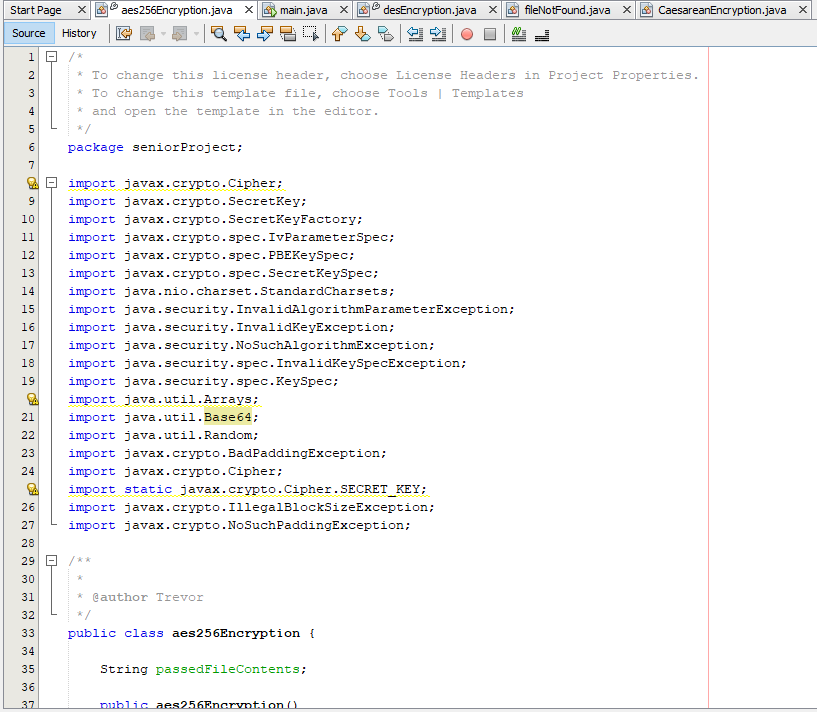 Start Page aes256Encryption.java main.java desEncryption.java fileNotFound.java CaesareanEncryption.java
Source History
1 /*
2 * To change this license header, choose License Headers in Project Properties.
3 * To change this template file, choose Tools | Templates
4 * and open the template in the editor.
5 */
6 package seniorProject;
7
import javax.crypto.Cipher;
9 import javax.crypto.SecretKey;
10 import javax.crypto.SecretKeyFactory;
11 import javax.crypto.spec.IvParameterSpec;
12 import javax.crypto.spec.PBEKeySpec;
13 import javax.crypto.spec.SecretKeySpec;
14 import java.nio.charset.StandardCharsets;
15 import java.security.InvalidAlgorithmParameterException;
16 import java.security.InvalidKeyException;
17 import java.security.NoSuchAlgorithmException;
18 import java.security.spec.InvalidKeySpecException;
19 import java.security.spec.KeySpec;
import java.util.Arrays;
21 import java.util.Base64;
22 import java.util.Random;
23 import javax.crypto.BadPaddingException;
24 import javax.crypto.Cipher;
import static javax.crypto.Cipher.SECRET_KEY;
26 import javax.crypto.IllegalBlockSizeException;
27 import javax.crypto.NoSuchPaddingException;
28
29 /**
30 *
31 * @author Trevor
32 */
33 public class aes256Encryption {
34
35 String passedFileContents;
36
37 public aes256Encryption()